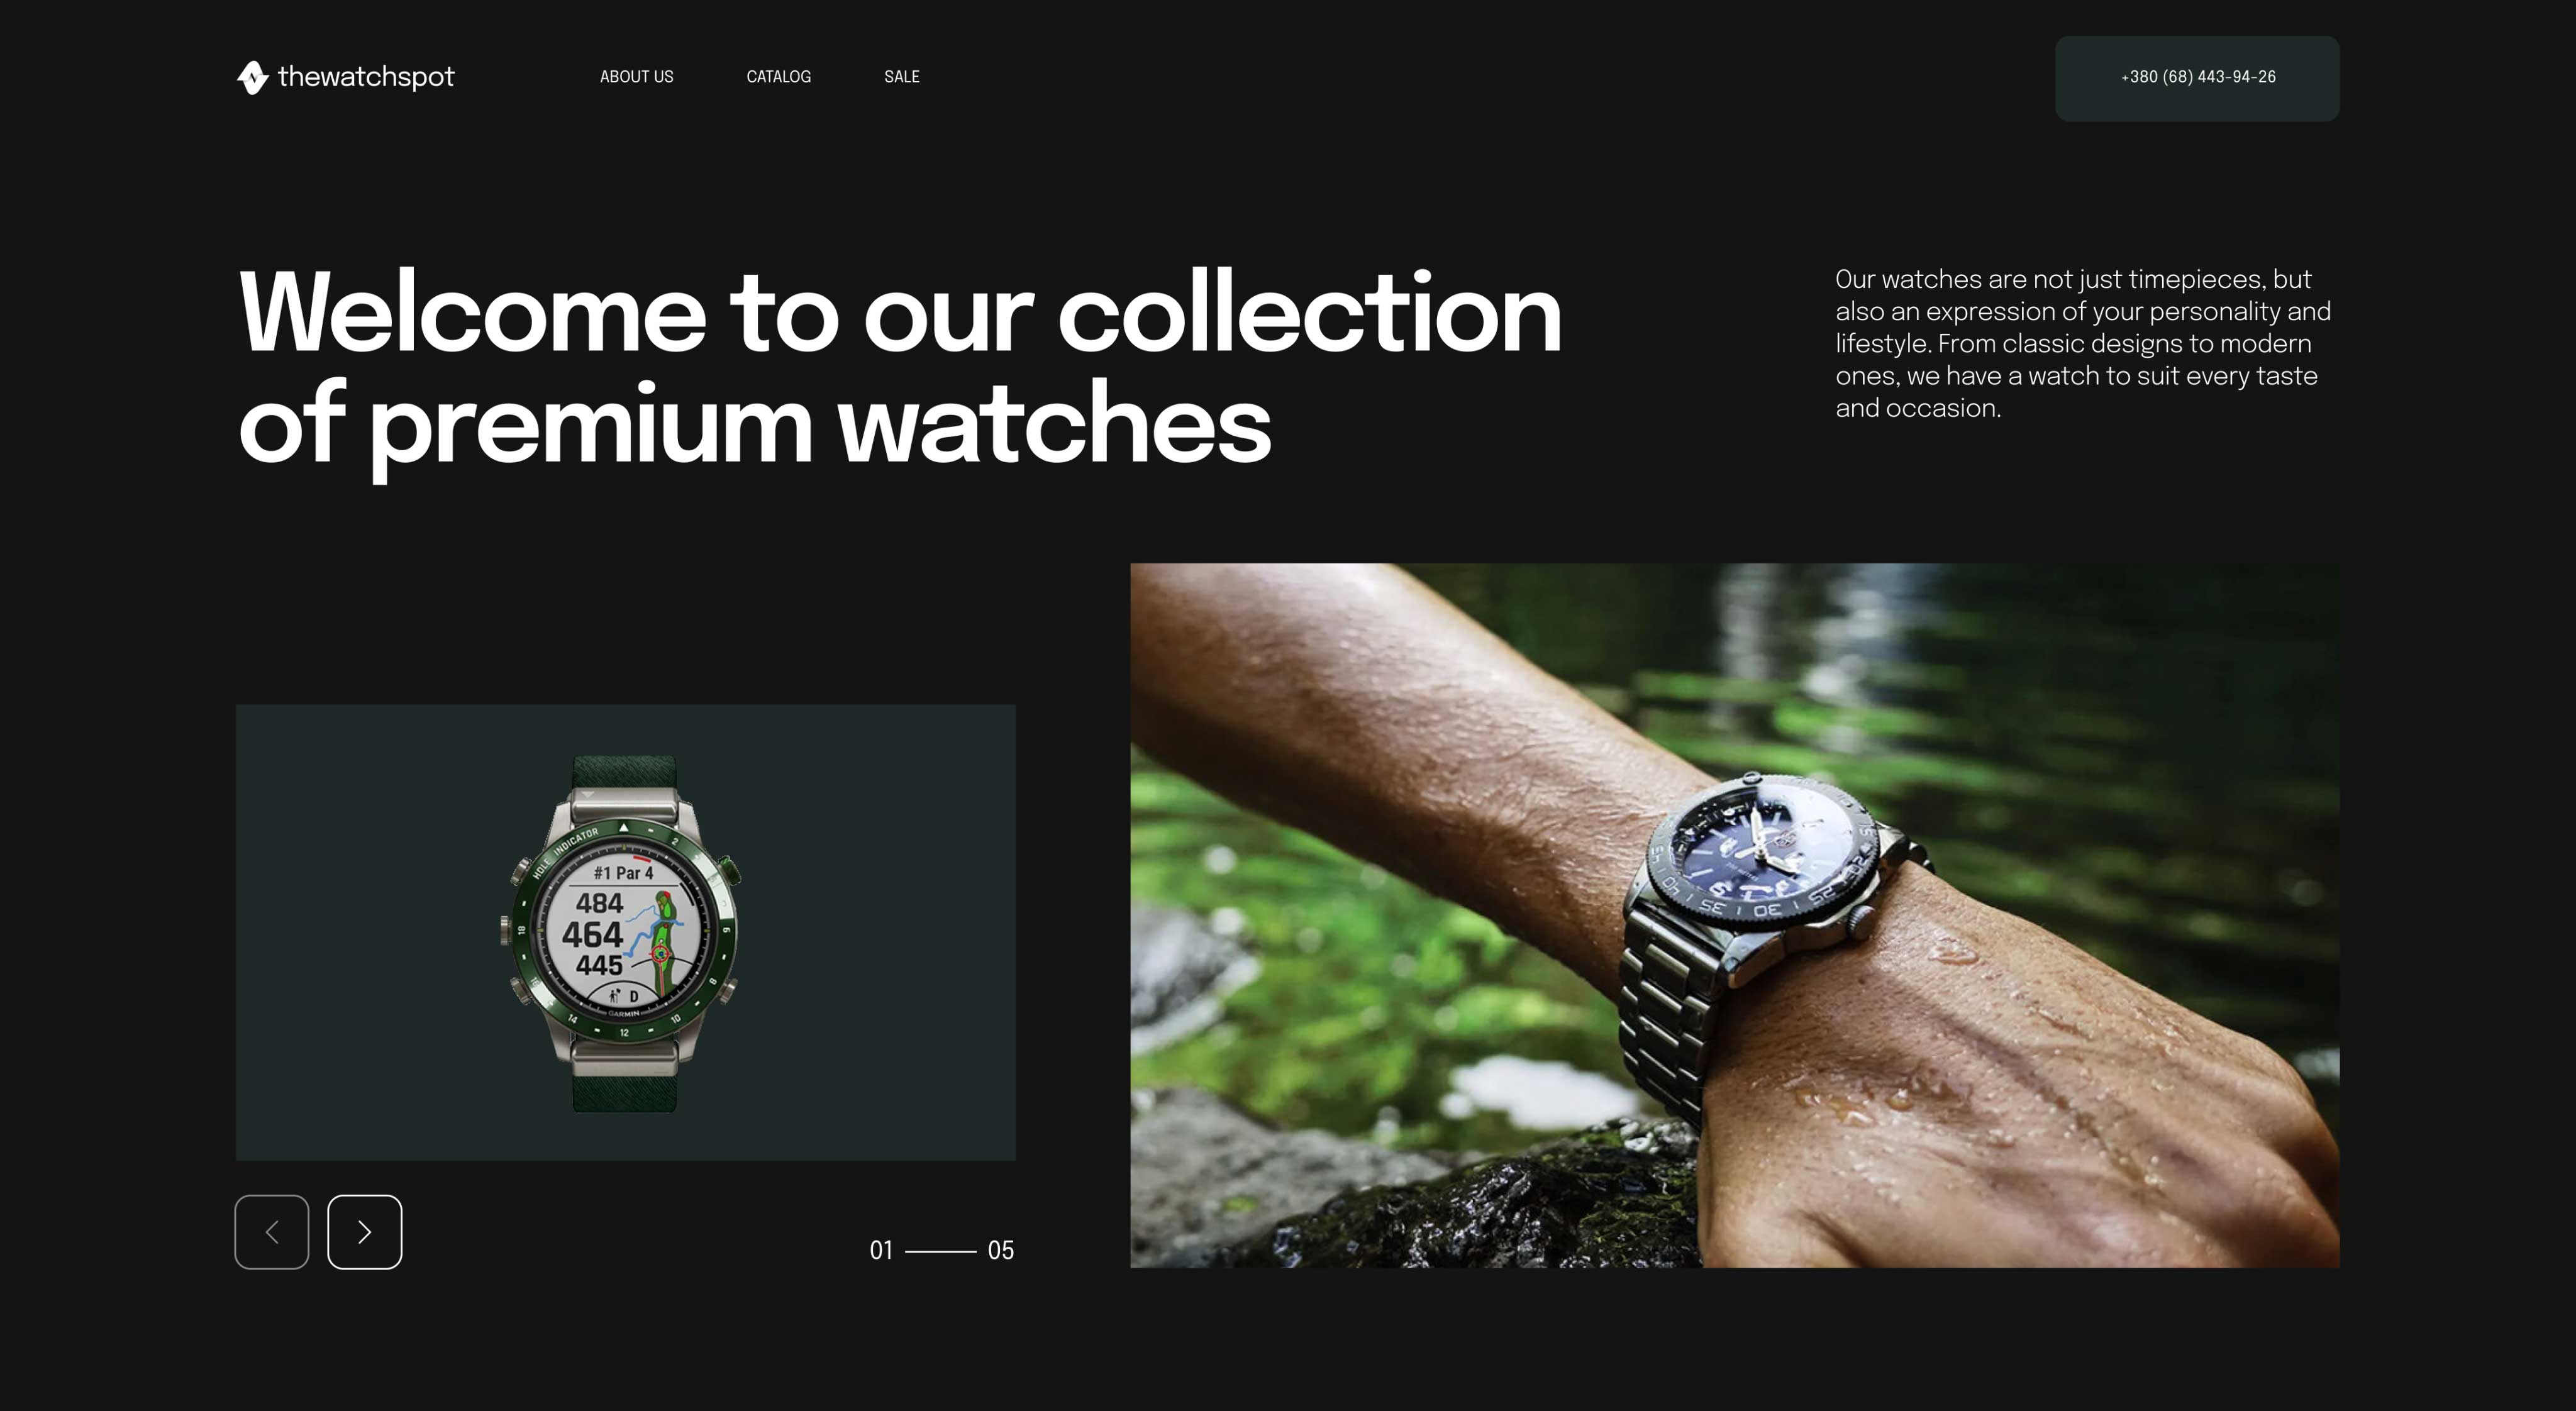 thewatchspot
ABOUT US
CATALOG
SALE
+380 (68) 443-94-26
Welcome to our collection
of premium watches
Our watches are not just timepieces, but
also an expression of your personality and
lifestyle. From classic designs to modern
ones, we have a watch to suit every taste
and occasion.
HOLE INDICATOR
2
6
8
10
12
14
18
#1 Par 4
484
464
445
D
GARMIN
25
30
35
40
45
01
05